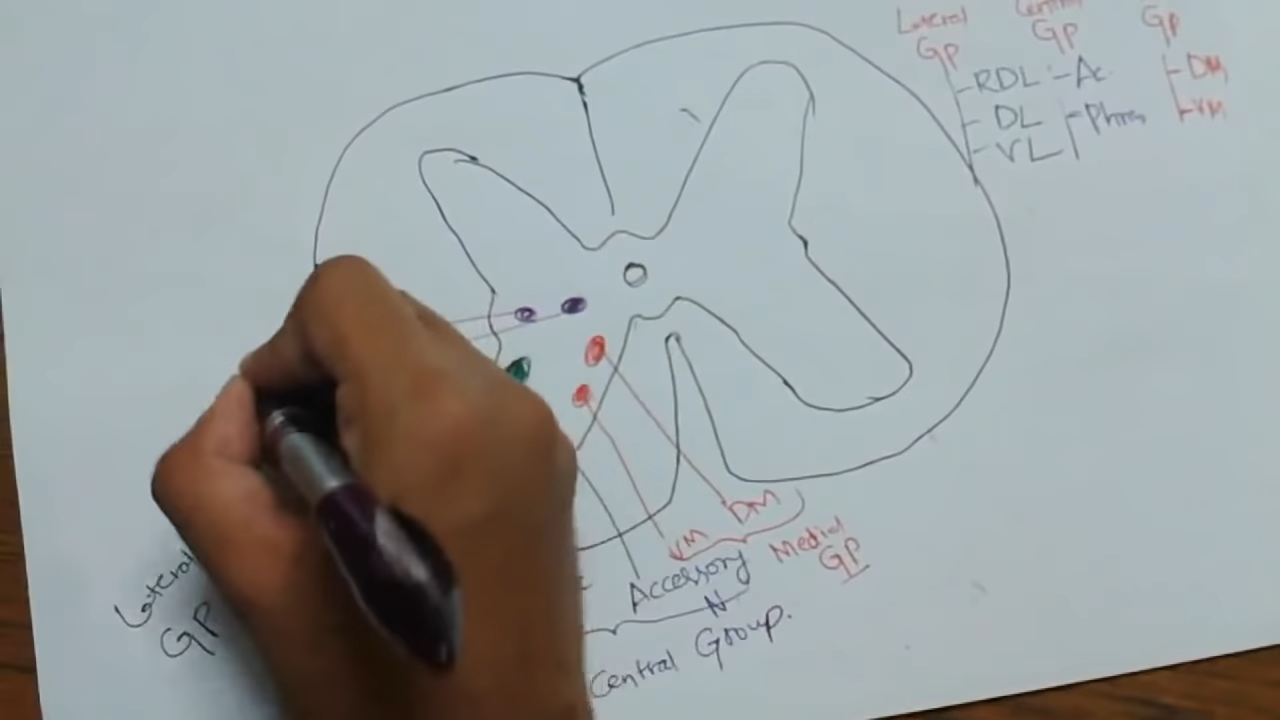 Lateral
GP
RDL
DL
VL
Central
GP
Ac
Phre
GP
DM
VM
DM
VM
Medial
GP
Accessory
N
Central Group.
Lateral
GP